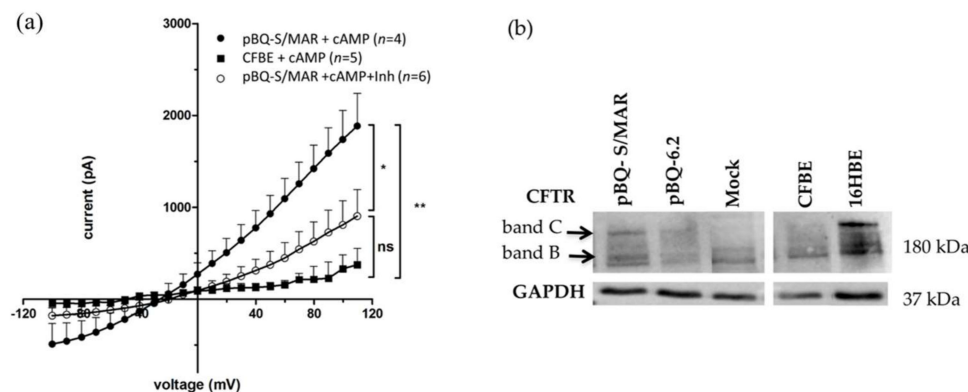 (a)
3000
pBQ-S/MAR + cAMP (n=4)
CFBE + cAMP (n=5)
pBQ-S/MAR +cAMP+Inh (n=6)
2000
1000
current (pA)
*
**
ns
-120 -80 -40 40 80 120
voltage (mV)
(b)
pBQ- S/MAR
pBQ-6.2
Mock
CFBE
16HBE
CFTR
band C
band B
180 kDa
GAPDH
37 kDa